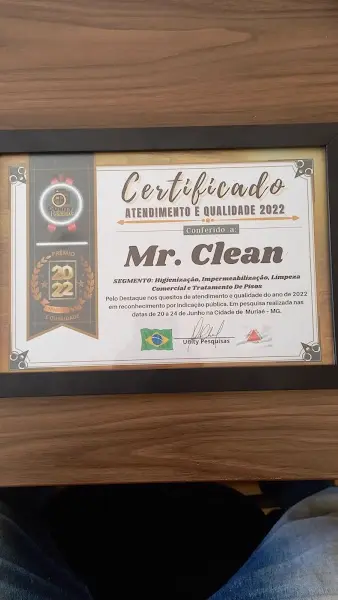 Certificado
ATENDIMENTO E QUALIDADE 2022
Conferido a:
Mr. Clean
SEGMENTO: Higienização, Impermeabilização, Limpeza
Comercial e Tratamento De Pisos
Pelo Destaque nos quesitos de atendimento e qualidade do ano de 2022
em reconhecimento por indicação pública. Em pesquisa realizada nas
datas de 20 a 24 de Junho na Cidade de Muriaé - MG.
Utility Pesquisas
PRÊMIO
20
22